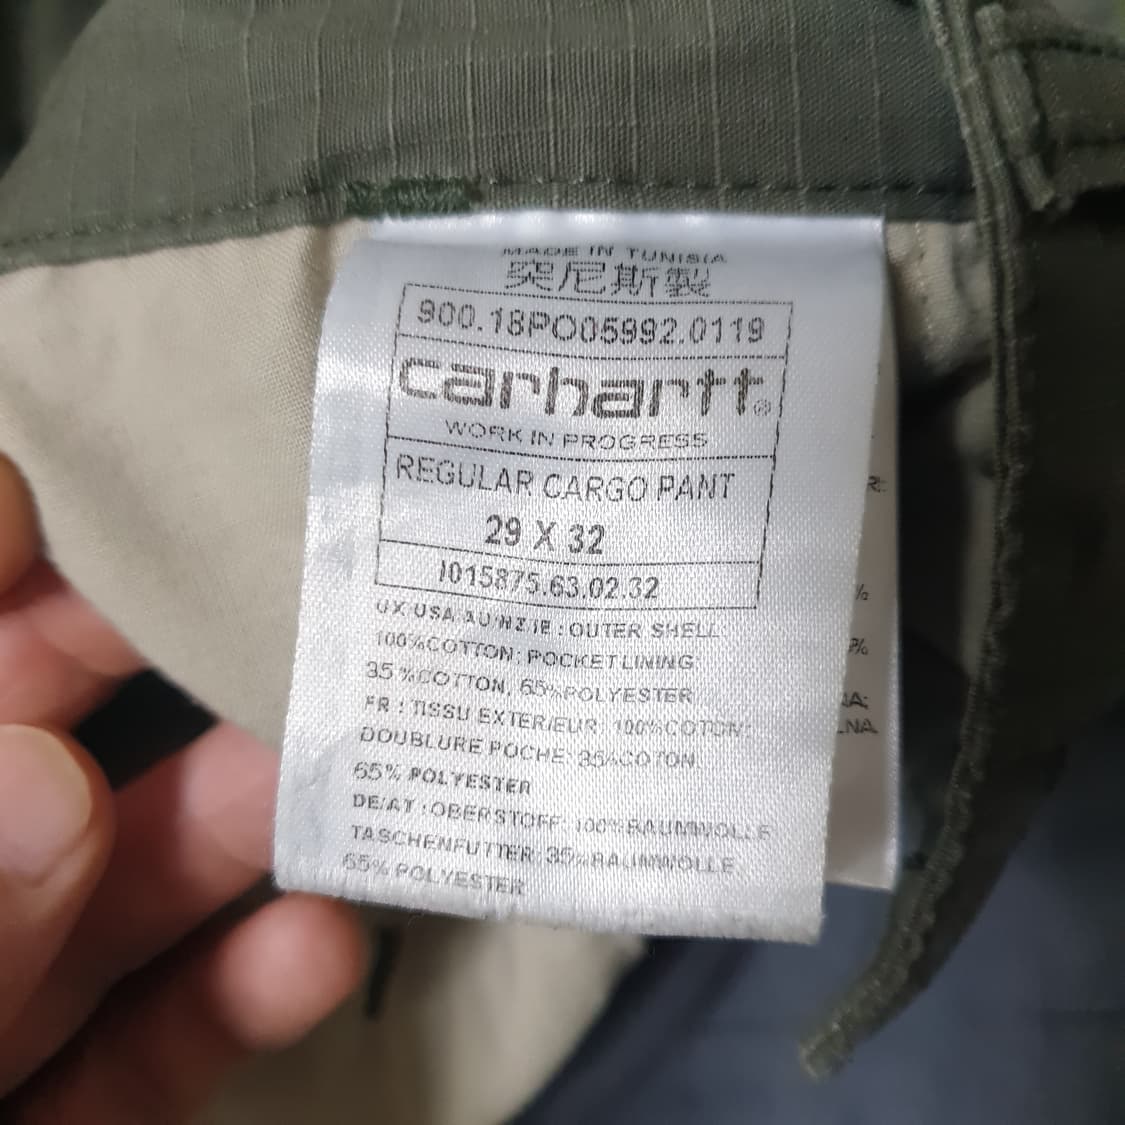 MADE IN TUNISIA
突尼斯製
900.18PO05992.0119
carhartt®
WORK IN PROGRESS
REGULAR CARGO PANT
29 X 32
I015875.63.02.32
UK/USA/AU/NZ/IE : OUTER SHELL:
100%COTTON; POCKET LINING:
35%COTTON, 65%POLYESTER
FR : TISSU EXTERIEUR: 100%COTON;
DOUBLURE POCHE: 35%COTON,
65% POLYESTER
DE/AT : OBERSTOFF: 100%BAUMWOLLE
TASCHENFUTTER: 35%BAUMWOLLE
65% POLYESTER